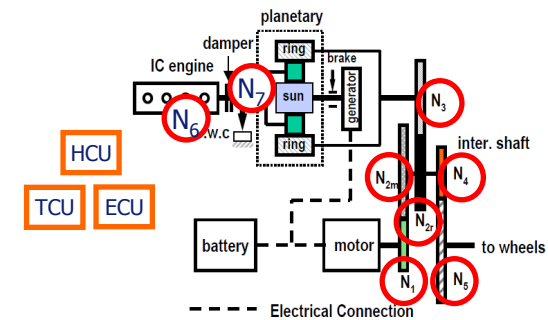 planetary
damper
ring
brake
IC engine
N7
sun
generator
N3
N6
.w.c
HCU
ring
inter. shaft
N2m
N4
TCU
ECU
N2r
battery
motor
to wheels
N1
N5
Electrical Connection